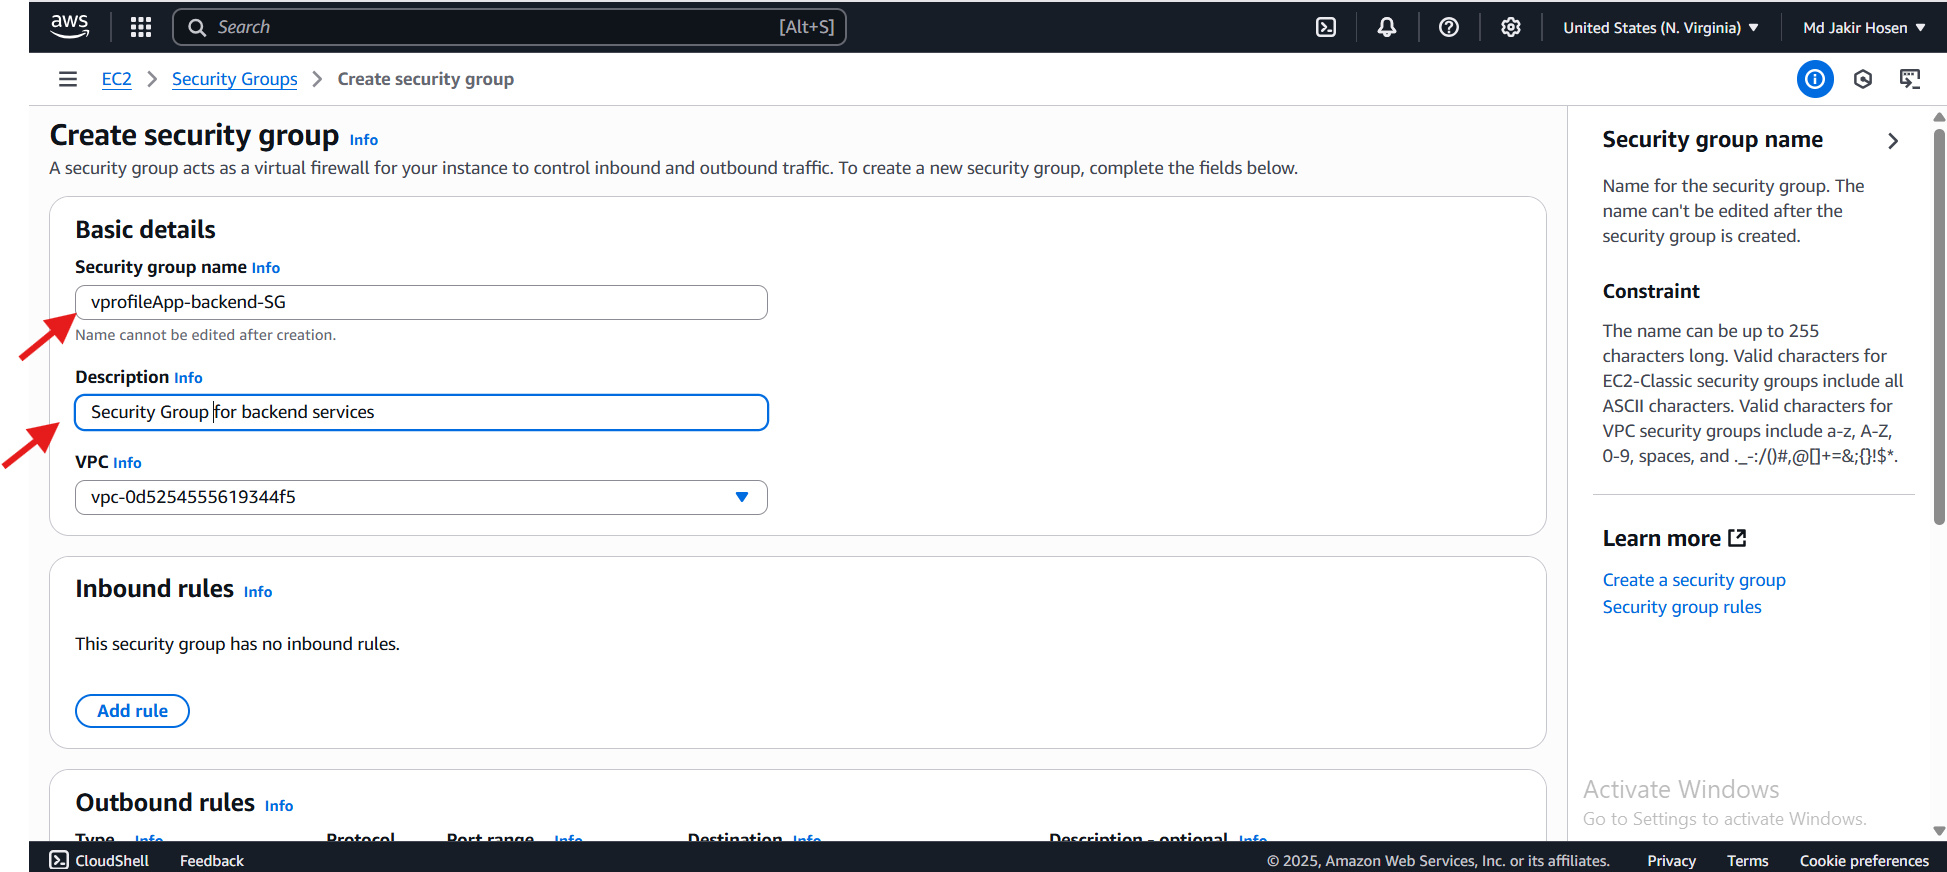 aws
Search [Alt+S]
United States (N. Virginia)
Md Jakir Hosen
EC2 > Security Groups > Create security group
Create security group Info
A security group acts as a virtual firewall for your instance to control inbound and outbound traffic. To create a new security group, complete the fields below.
Basic details
Security group name Info
vprofileApp-backend-SG
Name cannot be edited after creation.
Description Info
Security Group for backend services
VPC Info
vpc-0d5254555619344f5
Inbound rules Info
This security group has no inbound rules.
Add rule
Outbound rules Info
Type Info Protocol Port range Info Destination Info Description - optional Info
Security group name
Name for the security group. The
name can't be edited after the
security group is created.
Constraint
The name can be up to 255
characters long. Valid characters for
EC2-Classic security groups include all
ASCII characters. Valid characters for
VPC security groups include a-z, A-Z,
0-9, spaces, and ._-:/()#,@[]+=&;{}!$*.
Learn more
Create a security group
Security group rules
Activate Windows
Go to Settings to activate Windows.
CloudShell Feedback
© 2025, Amazon Web Services, Inc. or its affiliates. Privacy Terms Cookie preferences